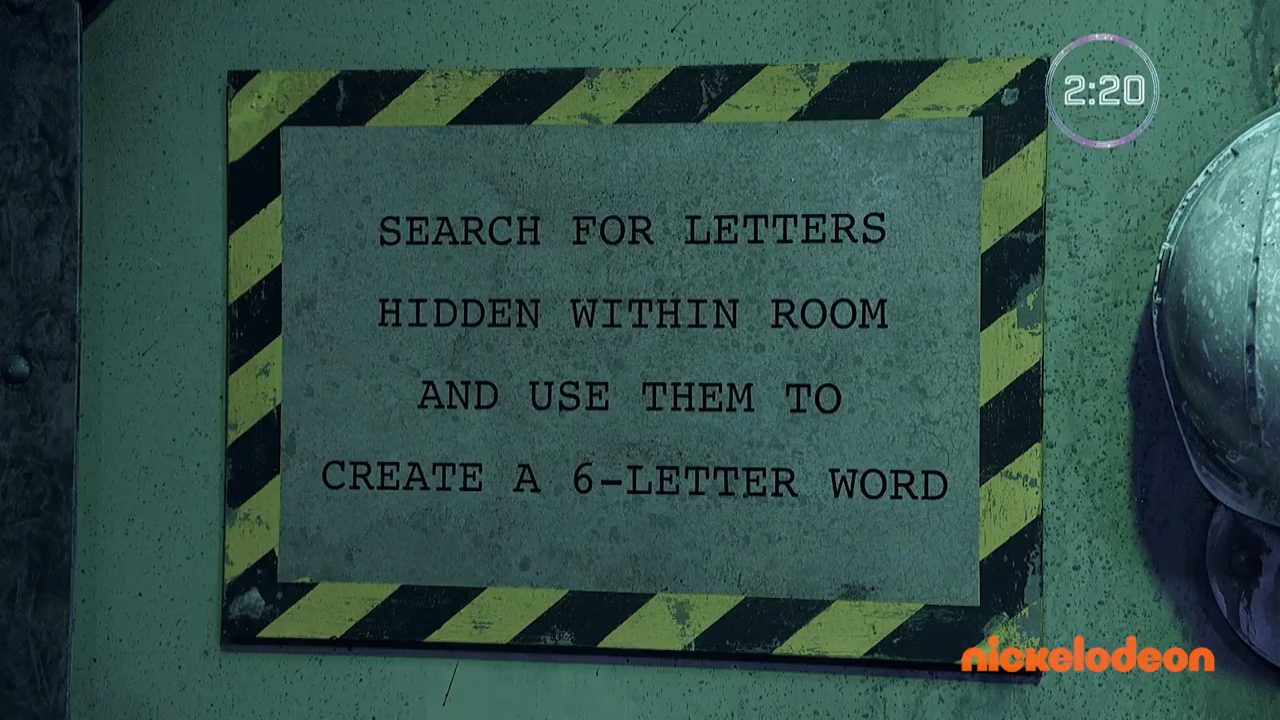 2:20
SEARCH FOR LETTERS
HIDDEN WITHIN ROOM
AND USE THEM TO
CREATE A 6-LETTER WORD
nickelodeon